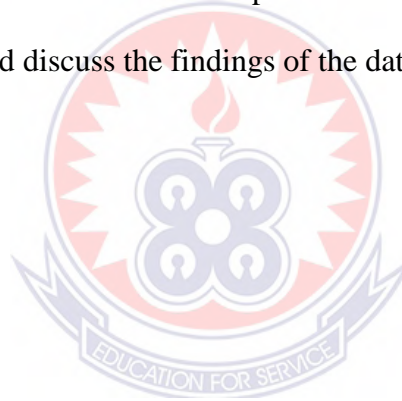 d discuss the findings of the dat
EDUCATION FOR SERVICE